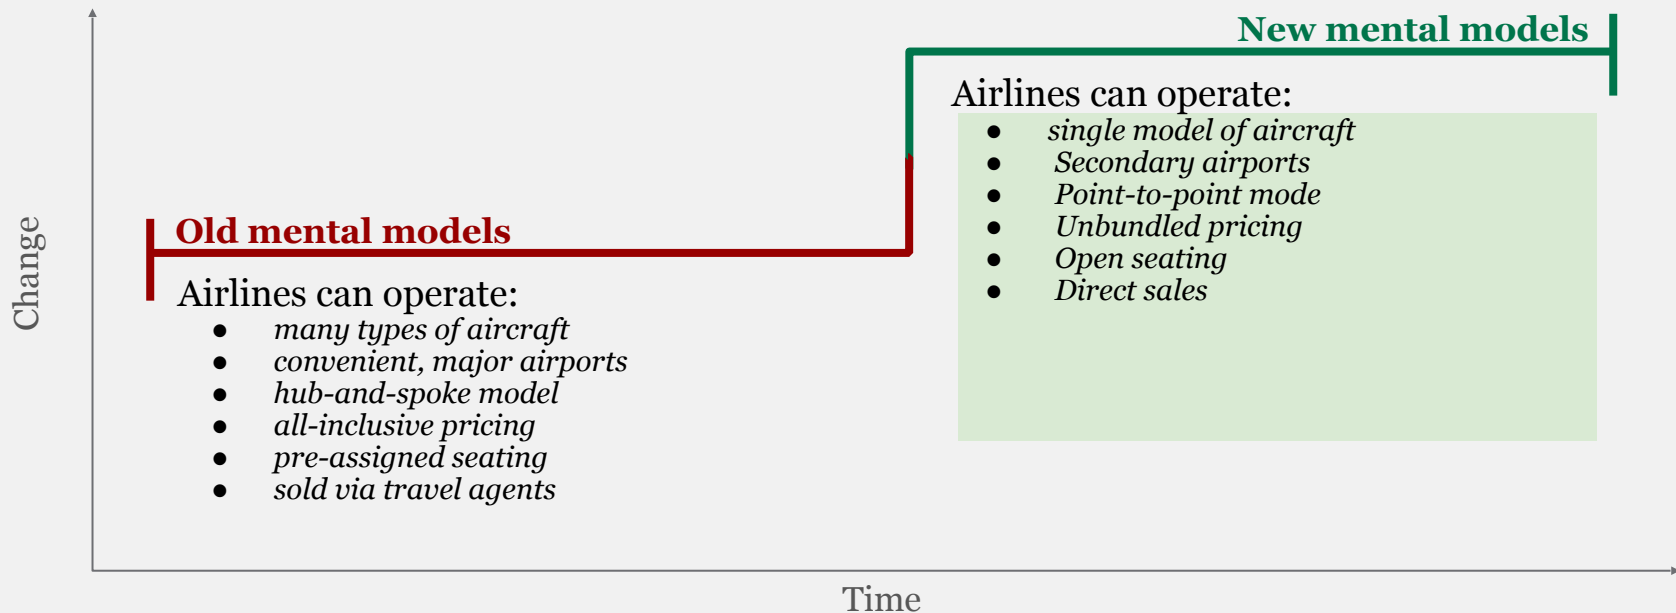 New mental models
Airlines can operate:
● single model of aircraft
● Secondary airports
● Point-to-point mode
● Unbundled pricing
● Open seating
● Direct sales
Old mental models
Airlines can operate:
● many types of aircraft
● convenient, major airports
● hub-and-spoke model
● all-inclusive pricing
● pre-assigned seating
● sold via travel agents
Change
Time